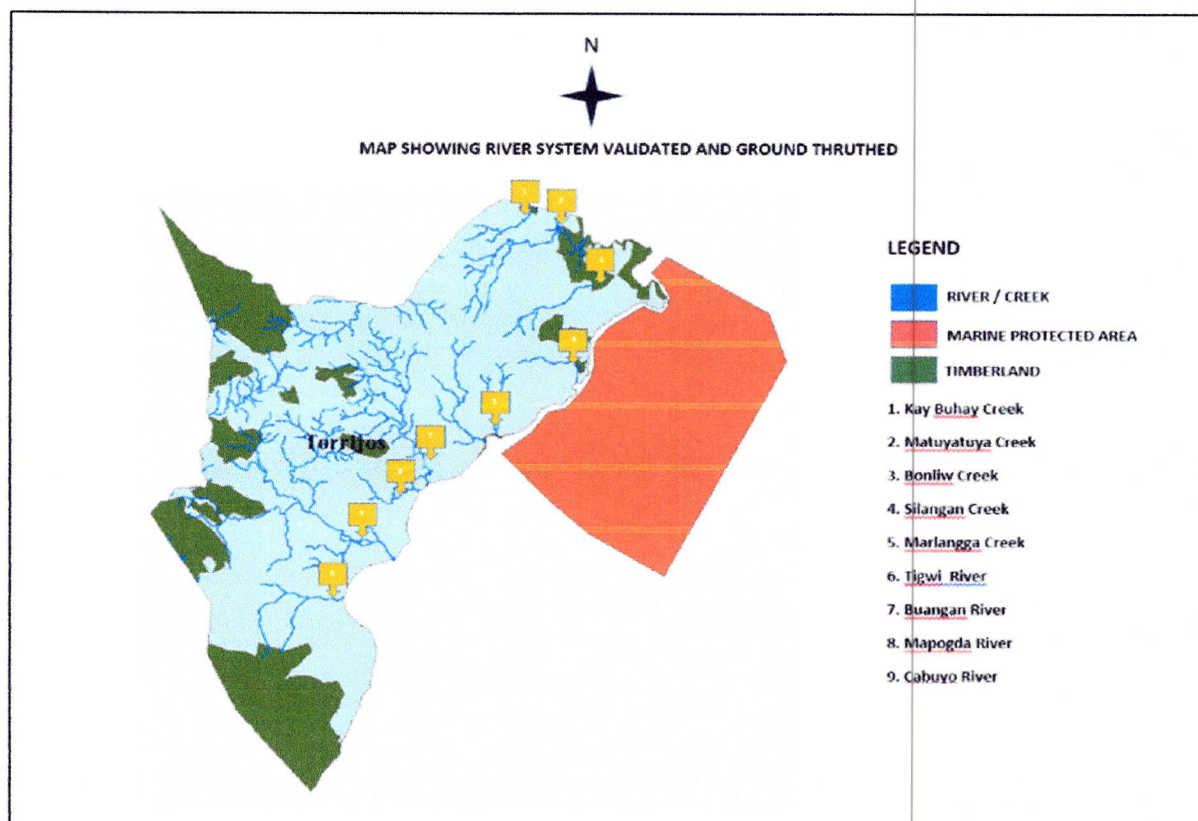 N
MAP SHOWING RIVER SYSTEM VALIDATED AND GROUND THRUTHED
Torrijos
LEGEND
RIVER / CREEK
MARINE PROTECTED AREA
TIMBERLAND
1. Kay Buhay Creek
2. Matuyatuya Creek
3. Bonliw Creek
4. Silangan Creek
5. Marlangga Creek
6. Tigwi River
7. Buangan River
8. Mapogda River
9. Cabuyo River